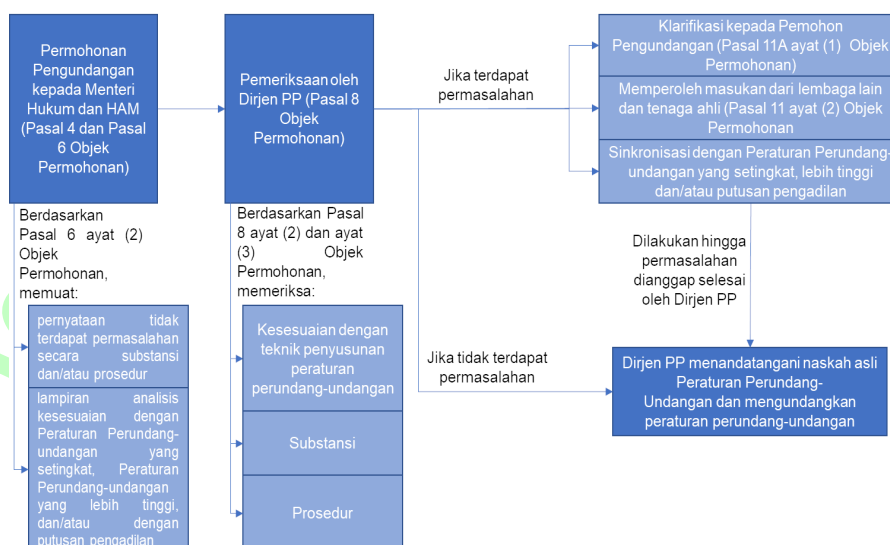 Permohonan
Pengundangan
kepada Menteri
Hukum dan HAM
(Pasal 4 dan Pasal
6 Objek
Permohonan)
Berdasarkan
Pasal 6 ayat (2)
Objek
Permohonan,
memuat:
pernyataan tidak
terdapat permasalahan
secara substansi
dan/atau prosedur
lampiran analisis
kesesuaian dengan
Peraturan Perundang-
undangan yang
setingkat, Peraturan
Perundang-undangan
yang lebih tinggi,
dan/atau dengan
putusan pengadilan
Pemeriksaan oleh
Dirjen PP (Pasal 8
Objek
Permohonan)
Berdasarkan Pasal
8 ayat (2) dan ayat
(3) Objek
Permohonan,
memeriksa:
Kesesuaian dengan
teknik penyusunan
peraturan
perundang-undangan
Substansi
Prosedur
Jika terdapat
permasalahan
Klarifikasi kepada Pemohon
Pengundangan (Pasal 11A ayat (1) Objek
Permohonan)
Memperoleh masukan dari lembaga lain
dan tenaga ahli (Pasal 11 ayat (2) Objek
Permohonan
Sinkronisasi dengan Peraturan Perundang-
undangan yang setingkat, lebih tinggi
dan/atau putusan pengadilan
Dilakukan hingga
permasalahan
dianggap selesai
oleh Dirjen PP
Jika tidak terdapat
permasalahan
Dirjen PP menandatangani naskah asli
Peraturan Perundang-
Undangan dan mengundangkan
peraturan perundang-undangan